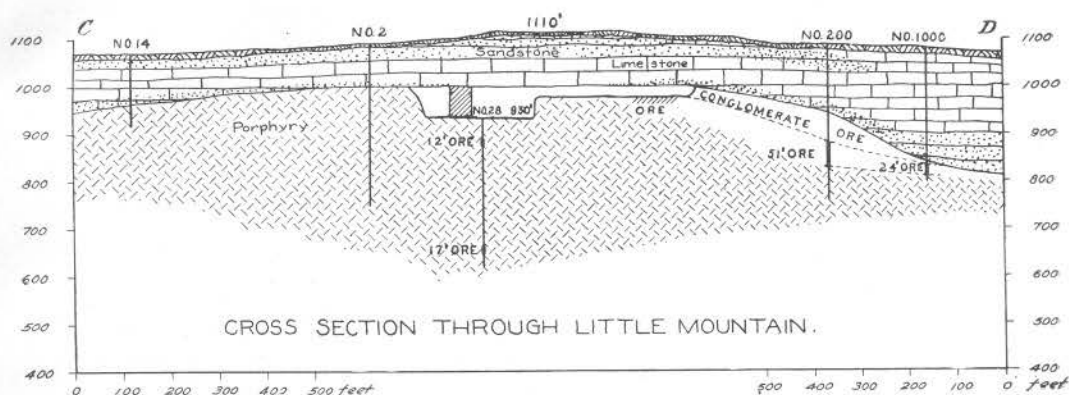 C
1110'
D
NO.14
NO.2
NO.200
NO.1000
1100
1100
Sandstone
Limestone
1000
1000
CONGLOMERATE
NO.28 930'
ORE
900
900
Porphyry
ORE
12' ORE
51' ORE
24' ORE
800
800
700
700
17' ORE
600
600
CROSS SECTION THROUGH LITTLE MOUNTAIN.
500
500
400
400
0 100 200 300 400 500 feet
500 400 300 200 100 0 feet